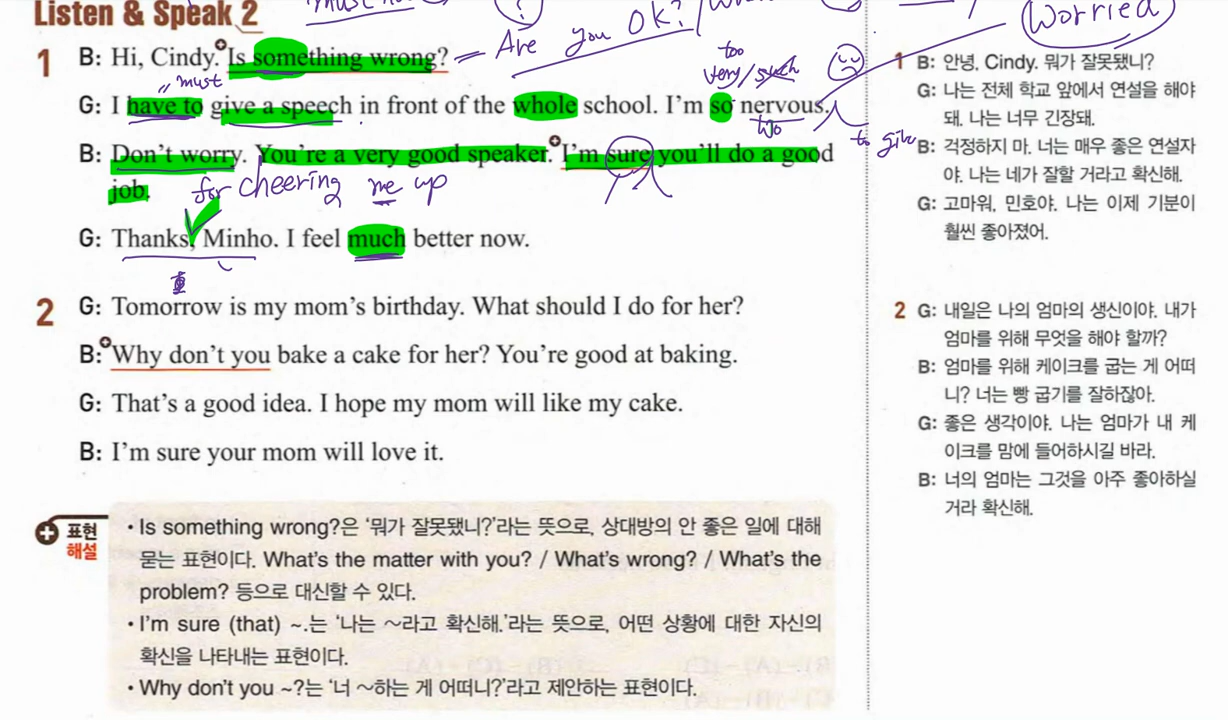 Listen & Speak 2
Are you OK?
Worried
1 B: Hi, Cindy. Is something wrong?
must
too
very/such
G: I have to give a speech in front of the whole school. I'm so nervous.
B: Don't worry. You're a very good speaker. I'm sure you'll do a good
job.
for cheering me up
G: Thanks, Minho. I feel much better now.
2 G: Tomorrow is my mom's birthday. What should I do for her?
B: Why don't you bake a cake for her? You're good at baking.
G: That's a good idea. I hope my mom will like my cake.
B: I'm sure your mom will love it.
1 B: 안녕, Cindy. 뭐가 잘못됐니?
G: 나는 전체 학교 앞에서 연설을 해야
돼. 나는 너무 긴장돼.
B: 걱정하지 마. 너는 매우 좋은 연설자
야. 나는 네가 잘할 거라고 확신해.
G: 고마워, 민호야. 나는 이제 기분이
훨씬 좋아졌어.
2 G: 내일은 나의 엄마의 생신이야. 내가
엄마를 위해 무엇을 해야 할까?
B: 엄마를 위해 케이크를 굽는 게 어떠
니? 너는 빵 굽기를 잘하잖아.
G: 좋은 생각이야. 나는 엄마가 내 케
이크를 맘에 들어하시길 바라.
B: 너의 엄마는 그것을 아주 좋아하실
거라 확신해.
표현
해설
• Is something wrong?은 '뭐가 잘못됐니?'라는 뜻으로, 상대방의 안 좋은 일에 대해
묻는 표현이다. What's the matter with you? / What's wrong? / What's the
problem? 등으로 대신할 수 있다.
• I'm sure (that) ~.는 '나는 ~라고 확신해.'라는 뜻으로, 어떤 상황에 대한 자신의
확신을 나타내는 표현이다.
• Why don't you ~?는 '너 ~하는 게 어떠니?'라고 제안하는 표현이다.